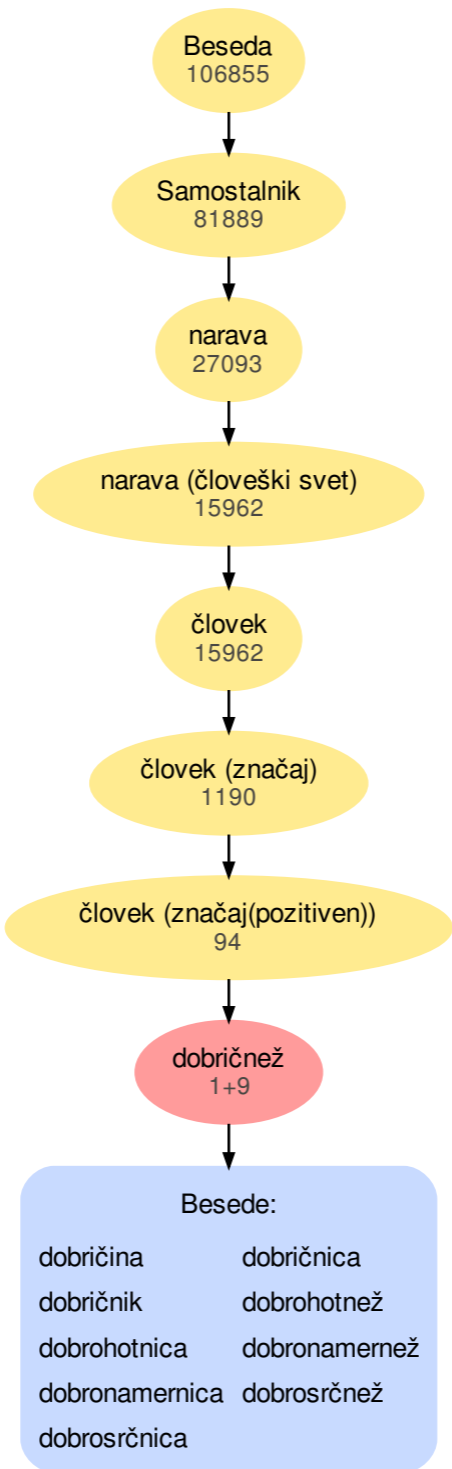 Beseda
106855
Samostalnik
81889
narava
27093
narava (človeški svet)
15962
človek
15962
človek (značaj)
1190
človek (značaj(pozitiven))
94
dobričnež
1+9
Besede:
dobričina dobričnica
dobričnik dobrohotnež
dobrohotnica dobronamernež
dobronamernica dobrosrčnež
dobrosrčnica